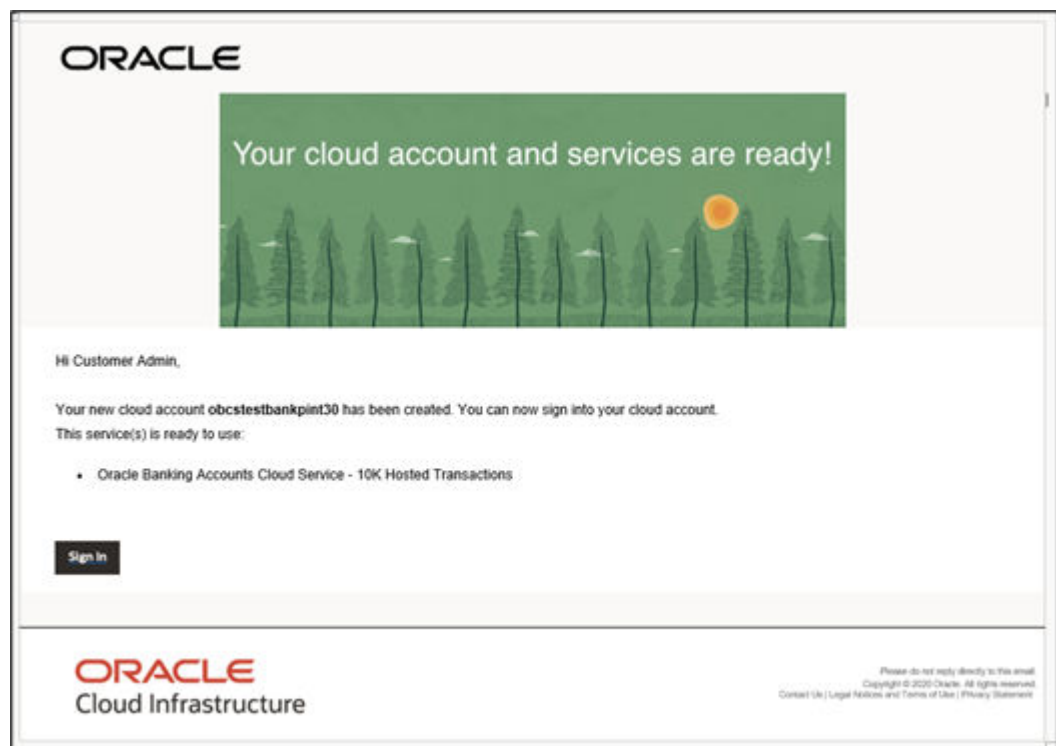 ORACLE
Your cloud account and services are ready!
Hi Customer Admin,
Your new cloud account obcstestbankpint30 has been created. You can now sign into your cloud account.
This service(s) is ready to use:
• Oracle Banking Accounts Cloud Service - 10K Hosted Transactions
Sign In
ORACLE
Cloud Infrastructure
Please do not reply directly to this email.
Copyright © 2020 Oracle. All rights reserved.
Contact Us | Legal Notices and Terms of Use | Privacy Statement